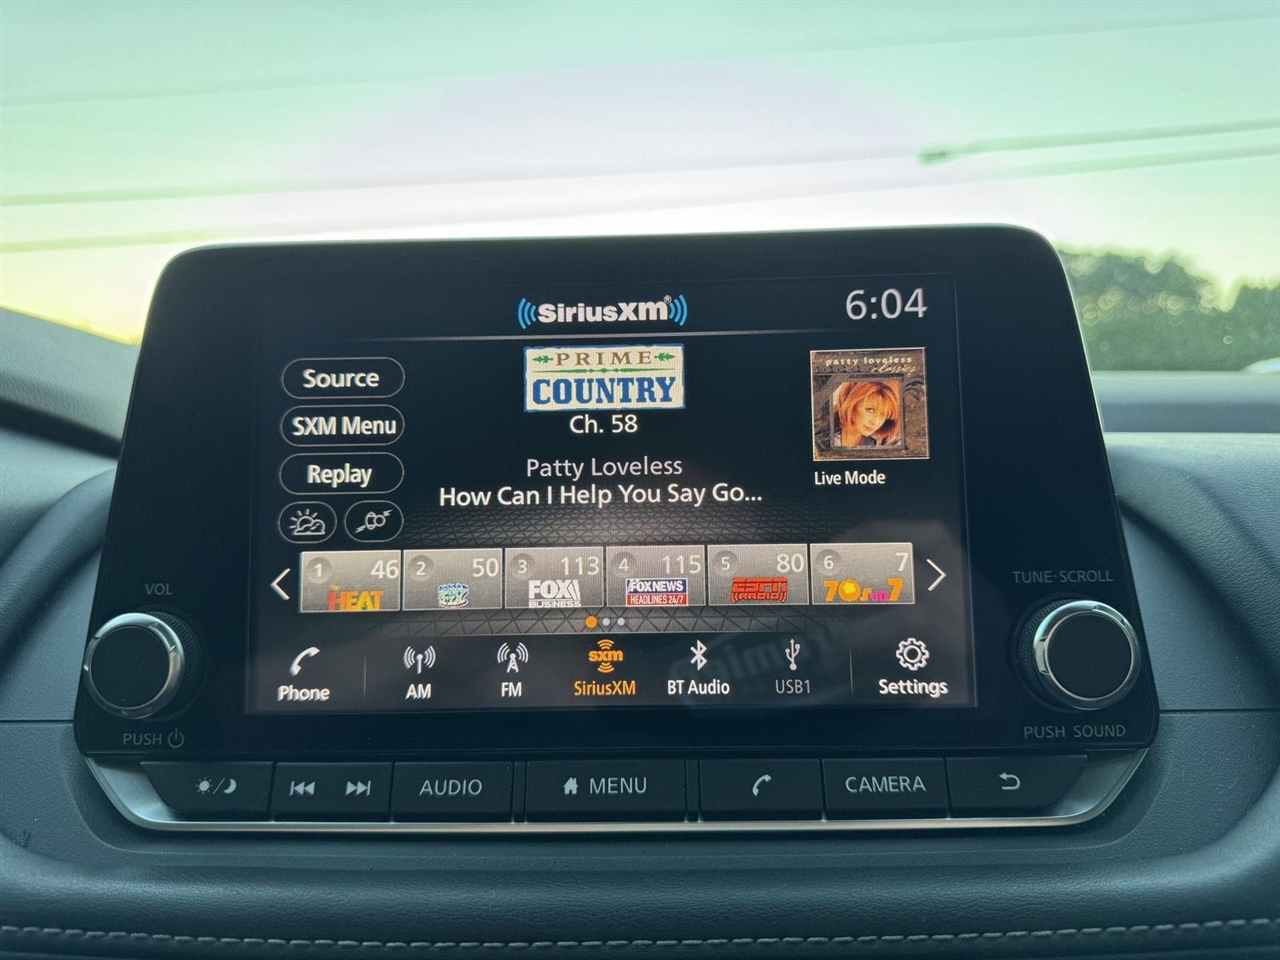 SiriusXM®
6:04
Source
SXM Menu
Replay
PRIME
COUNTRY
Ch. 58
Patty Loveless
How Can I Help You Say Go...
patty loveless
classics
Live Mode
1 46
HEAT
2 50
3 113
FOX
BUSINESS
4 115
FOX NEWS
HEADLINES 24/7
5 80
ESPN
RADIO
6 7
70s on 7
Phone
AM
FM
sxm
SiriusXM
BT Audio
USB1
Settings
VOL
PUSH
TUNE·SCROLL
PUSH SOUND
AUDIO
MENU
CAMERA